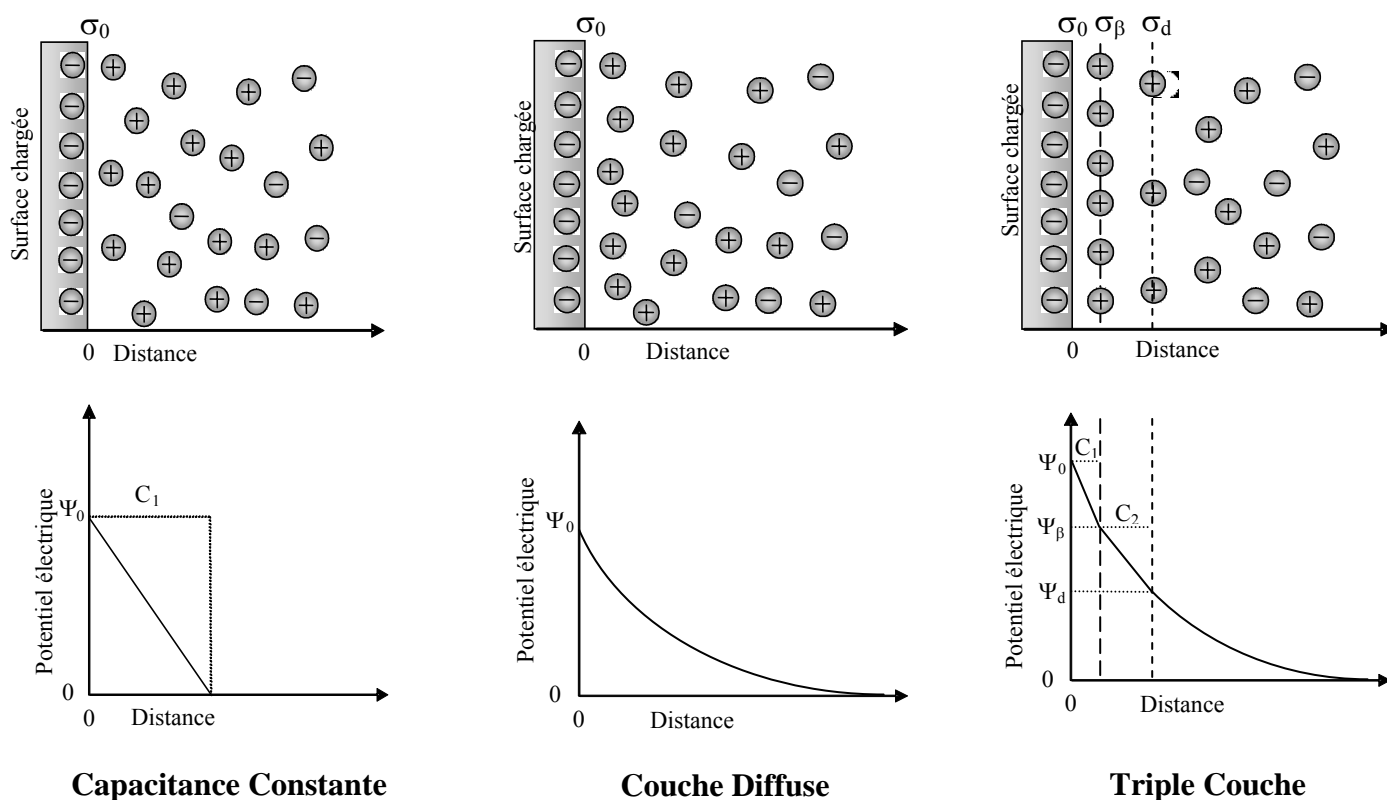 σ0
Surface chargée
0 Distance
σ0
Surface chargée
0 Distance
σ0 σβ σd
Surface chargée
0 Distance
Potentiel électrique
Ψ0
C1
0
0 Distance
Capacitance Constante
Potentiel électrique
Ψ0
0
0 Distance
Couche Diffuse
Potentiel électrique
Ψ0
C1
Ψβ
C2
Ψd
0
0 Distance
Triple Couche